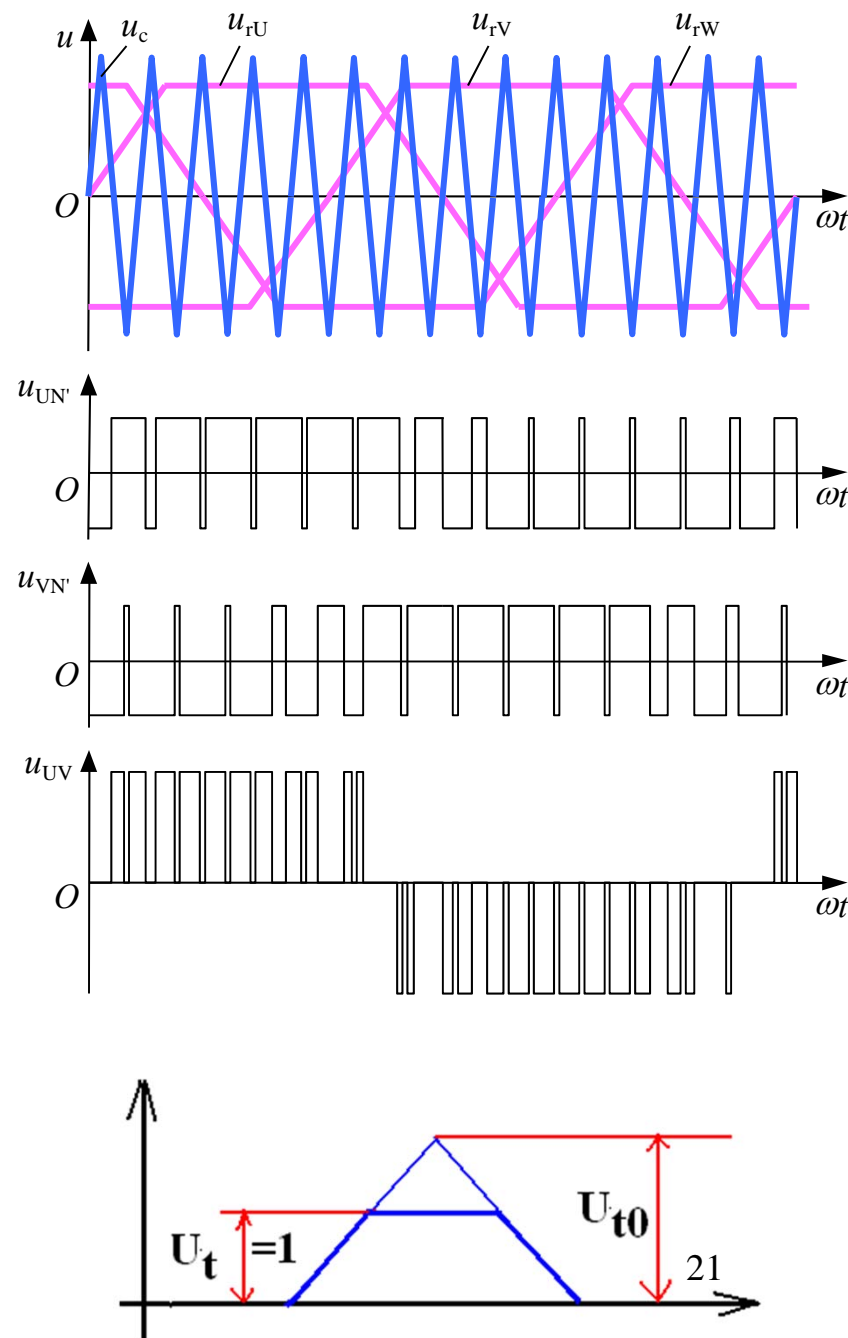 u u_c u_rU u_rV u_rW
O ωt
u_UN'
O ωt
u_VN'
O ωt
u_UV
O ωt
U_t =1 U_t0
21